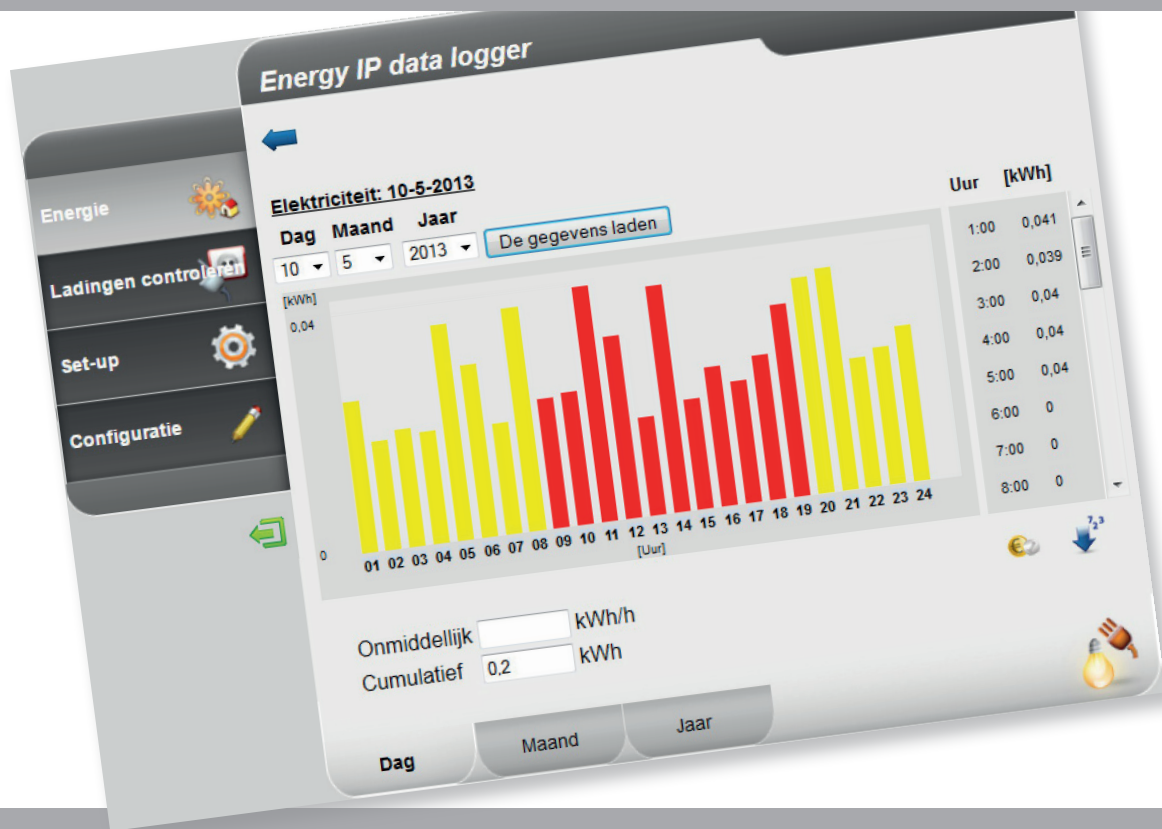 Energy IP data logger
Energie
Ladingen controleren
Set-up
Configuratie
Elektriciteit: 10-5-2013
Dag Maand Jaar
10 5 2013 De gegevens laden
[kWh]
0,04
0
01 02 03 04 05 06 07 08 09 10 11 12 13 14 15 16 17 18 19 20 21 22 23 24
[Uur]
Uur [kWh]
1:00 0,041
2:00 0,039
3:00 0,04
4:00 0,04
5:00 0,04
6:00 0
7:00 0
8:00 0
€
123
Onmiddellijk kWh/h
Cumulatief 0,2 kWh
Dag Maand Jaar